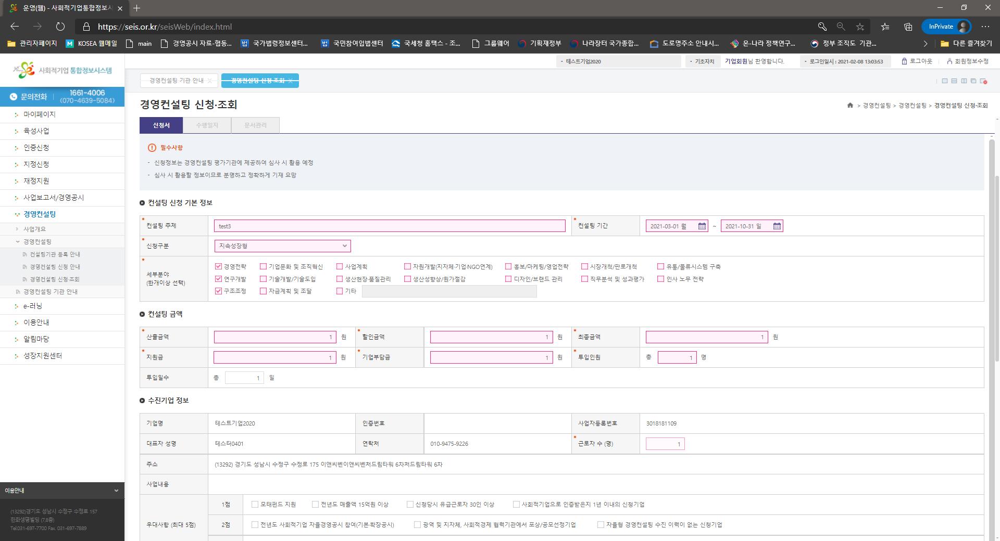 운영(웹) - 사회적기업통합정보시
https://seis.or.kr/seisWeb/index.html
InPrivate
관리자페이지
KOSEA 웹메일
main
경영공시 자료-협동...
국가법령정보센터...
국민참여입법센터
국세청 홈택스 - 조...
그룹웨어
기획재정부
나라장터 국가종합...
도로명주소 안내시...
온-나라 정책연구...
정부 조직도 기관...
다른 즐겨찾기
사회적기업 통합정보시스템
테스트기업2020
기초자치
기업회원님 환영합니다.
로그인일시 : 2021-02-08 13:03:53
로그아웃
회원정보수정
문의전화
1661-4006
(070-4639-5084)
마이페이지
육성사업
인증신청
지정신청
재정지원
사업보고서/경영공시
경영컨설팅
사업개요
경영컨설팅
컨설팅기관 등록 안내
경영컨설팅 신청 안내
경영컨설팅 신청·조회
경영컨설팅 기관 안내
e-러닝
이용안내
알림마당
성장지원센터
이용안내
(13292)경기도 성남시 수정구 수정로 157
한화생명빌딩 (7,8층)
Tel.031-697-7700 Fax. 031-697-7889
경영컨설팅 기관 안내
경영컨설팅 신청·조회
경영컨설팅 신청·조회
> 경영컨설팅 > 경영컨설팅 > 경영컨설팅 신청·조회
신청서
수행일지
문서관리
필수사항
- 신청정보는 경영컨설팅 평가기관에 제공하여 심사 시 활용 예정
- 심사 시 활용할 정보이므로 분명하고 정확하게 기재 요망
컨설팅 신청 기본 정보
컨설팅 주제
test3
컨설팅 기간
2021-03-01 월
~
2021-10-31 일
신청구분
지속성장형
세부분야
(한개이상 선택)
경영전략
기업문화 및 조직혁신
사업계획
자원개발(지자체·기업·NGO연계)
홍보/마케팅/영업전략
시장개척/판로개척
유통/물류시스템 구축
연구개발
기술개발/기술도입
생산현장·품질관리
생산성향상/원가절감
디자인/브랜드 관리
직무분석 및 성과평가
인사 노무 전략
구조조정
자금계획 및 조달
기타
컨설팅 금액
산출금액
1 원
할인금액
1 원
최종금액
1 원
지원금
1 원
기업부담금
1 원
투입인원
총 1 명
투입일수
총 1 일
수진기업 정보
기업명
테스트기업2020
인증번호
사업자등록번호
3018181109
대표자 성명
테스터0401
연락처
010-9475-9226
근로자 수 (명)
1
주소
(13292) 경기도 성남시 수정구 수정로 175 이앤씨벤이앤씨벤처드림타워 6차처드림타워 6차
사업내용
우대사항 (최대 5점)
1점
모태펀드 지원
전년도 매출액 15억원 이상
신청당시 유급근로자 30인 이상
사회적기업으로 인증받은지 1년 이내의 신청기업
2점
전년도 사회적기업 자율경영공시 참여(기본·확장공시)
광역 및 지자체, 사회적경제 협력기관에서 포상/공모선정기업
자율형 경영컨설팅 수진 이력이 없는 신청기업